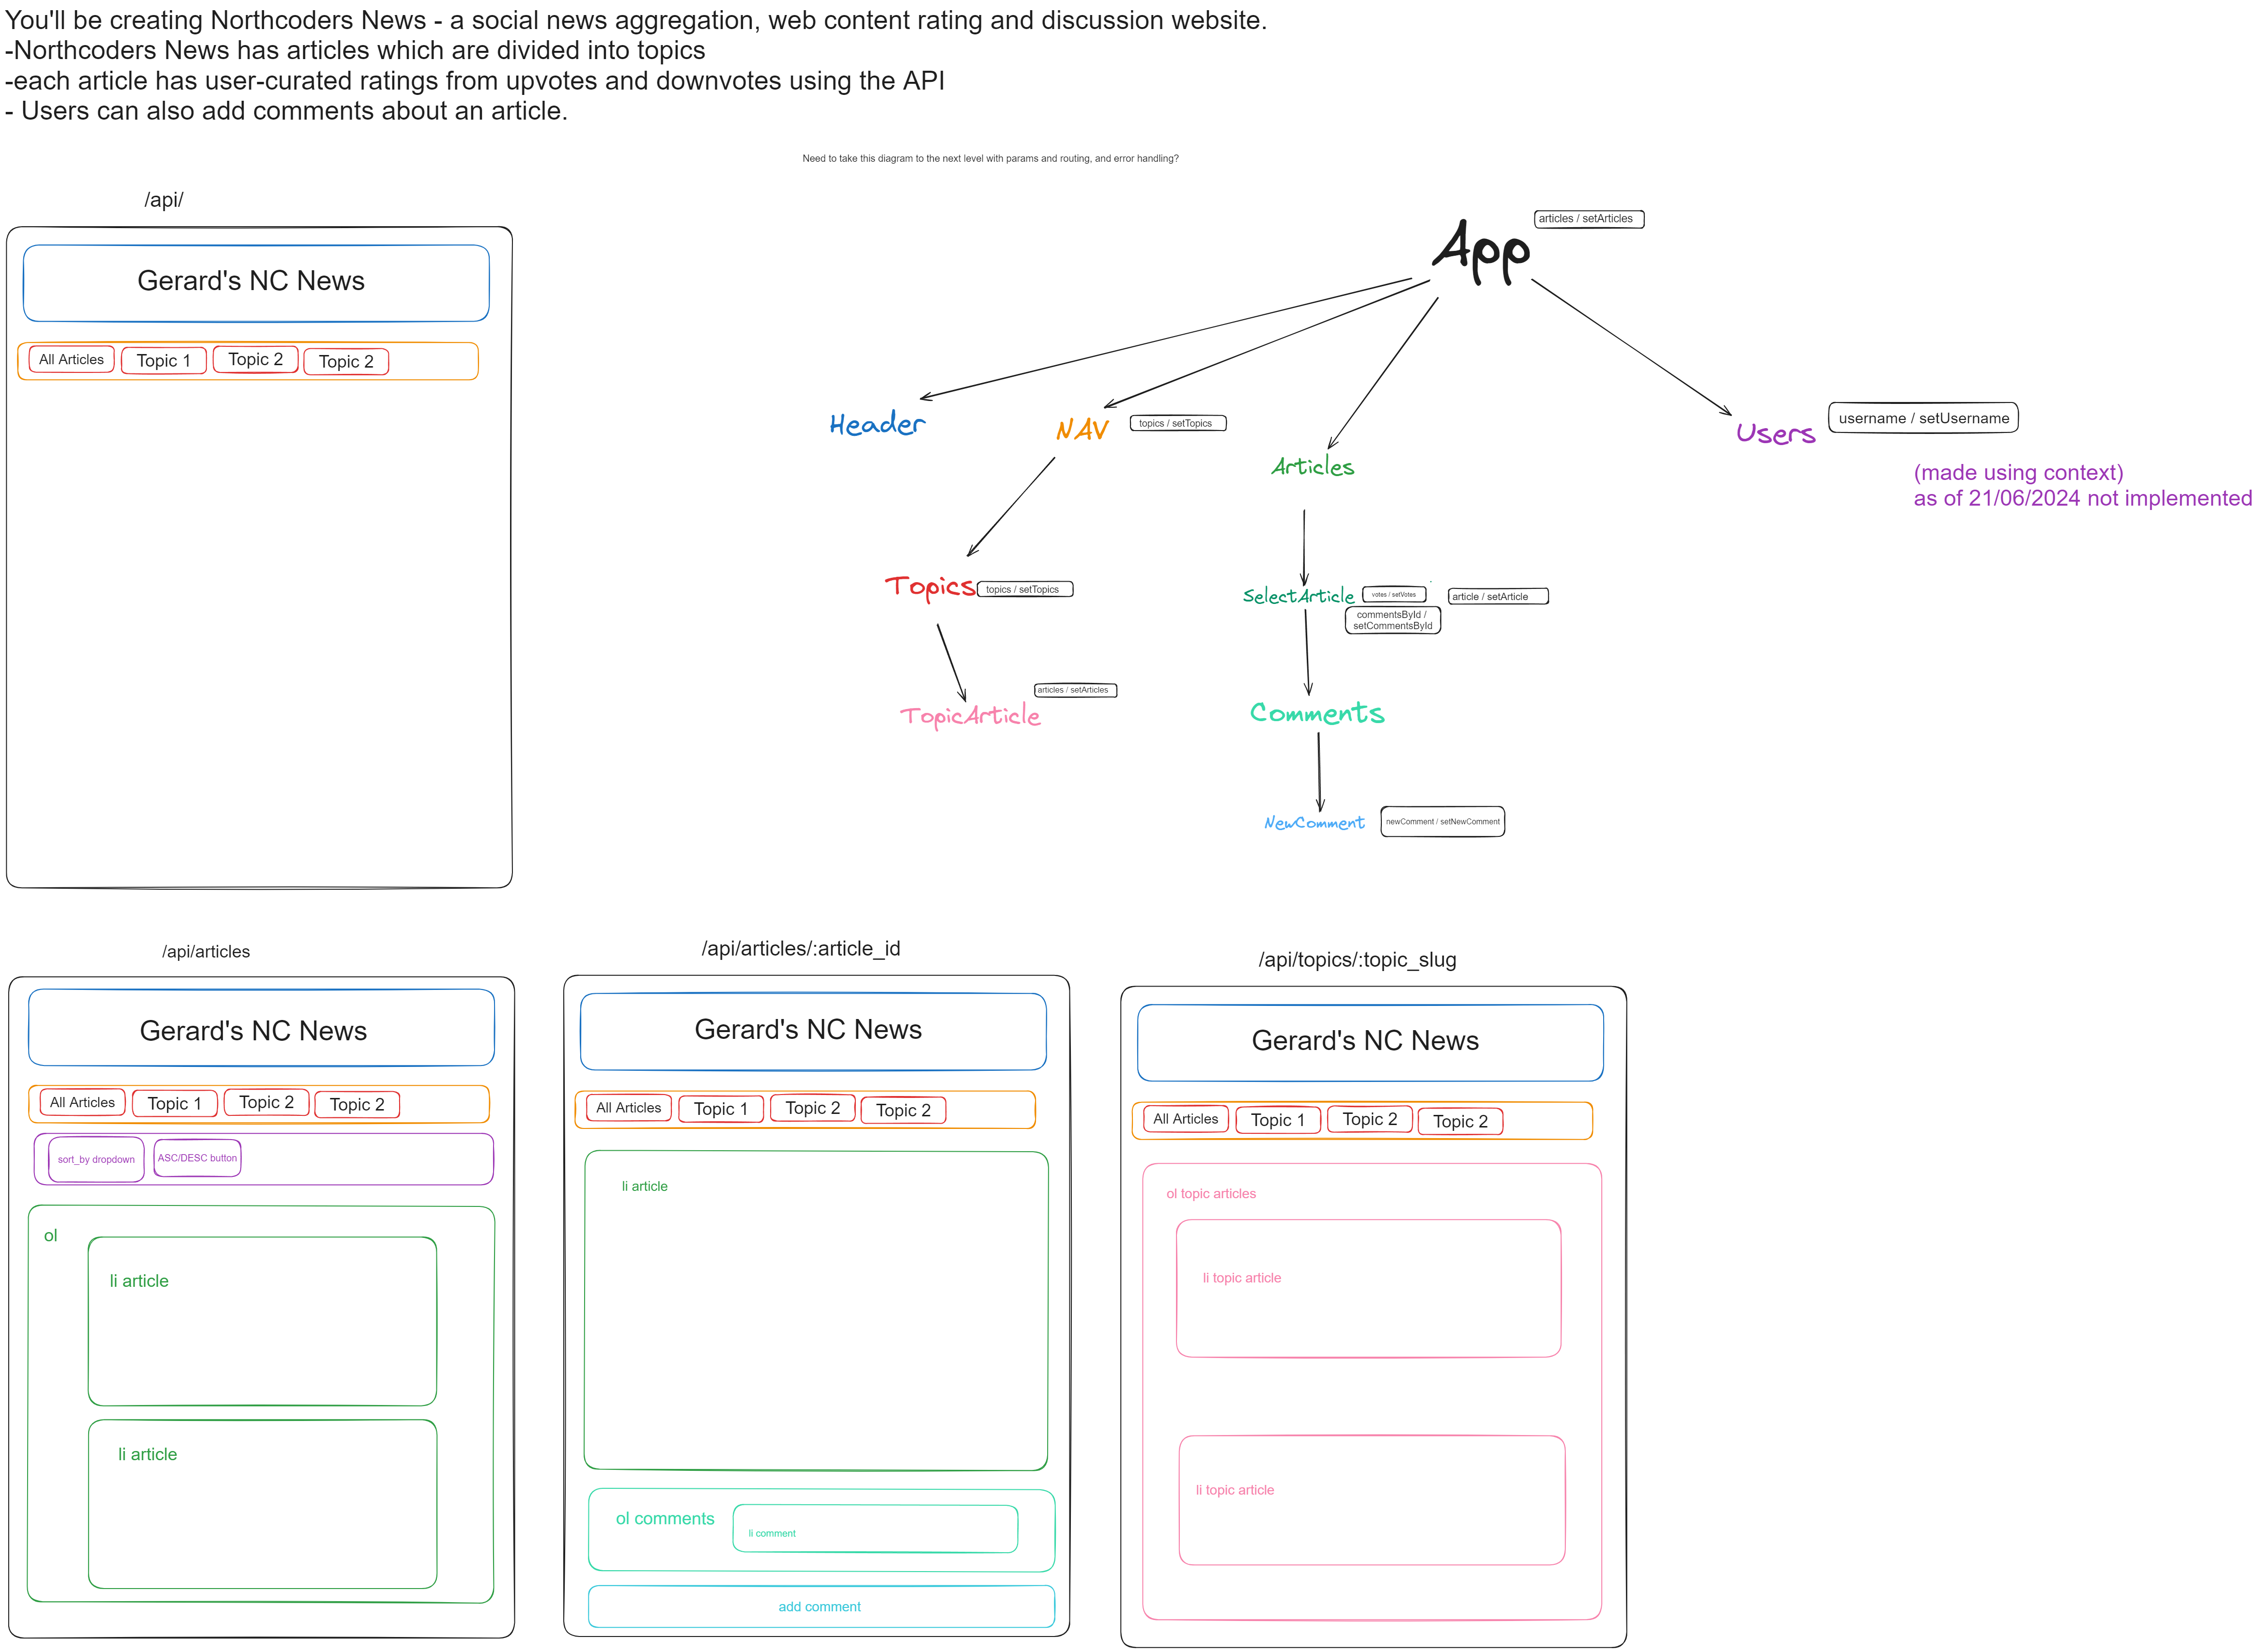 You'll be creating Northcoders News - a social news aggregation, web content rating and discussion website.
-Northcoders News has articles which are divided into topics
-each article has user-curated ratings from upvotes and downvotes using the API
- Users can also add comments about an article.
Need to take this diagram to the next level with params and routing, and error handling?
/api/
Gerard's NC News
All Articles
Topic 1
Topic 2
Topic 2
App
articles / setArticles
Header
NAV
topics / setTopics
Articles
Users
username / setUsername
(made using context)
as of 21/06/2024 not implemented
Topics
topics / setTopics
SelectArticle
votes / setVotes
article / setArticle
commentsById /
setCommentsById
TopicArticle
articles / setArticles
Comments
NewComment
newComment / setNewComment
/api/articles
Gerard's NC News
All Articles
Topic 1
Topic 2
Topic 2
sort_by dropdown
ASC/DESC button
ol
li article
li article
/api/articles/:article_id
Gerard's NC News
All Articles
Topic 1
Topic 2
Topic 2
li article
ol comments
li comment
add comment
/api/topics/:topic_slug
Gerard's NC News
All Articles
Topic 1
Topic 2
Topic 2
ol topic articles
li topic article
li topic article